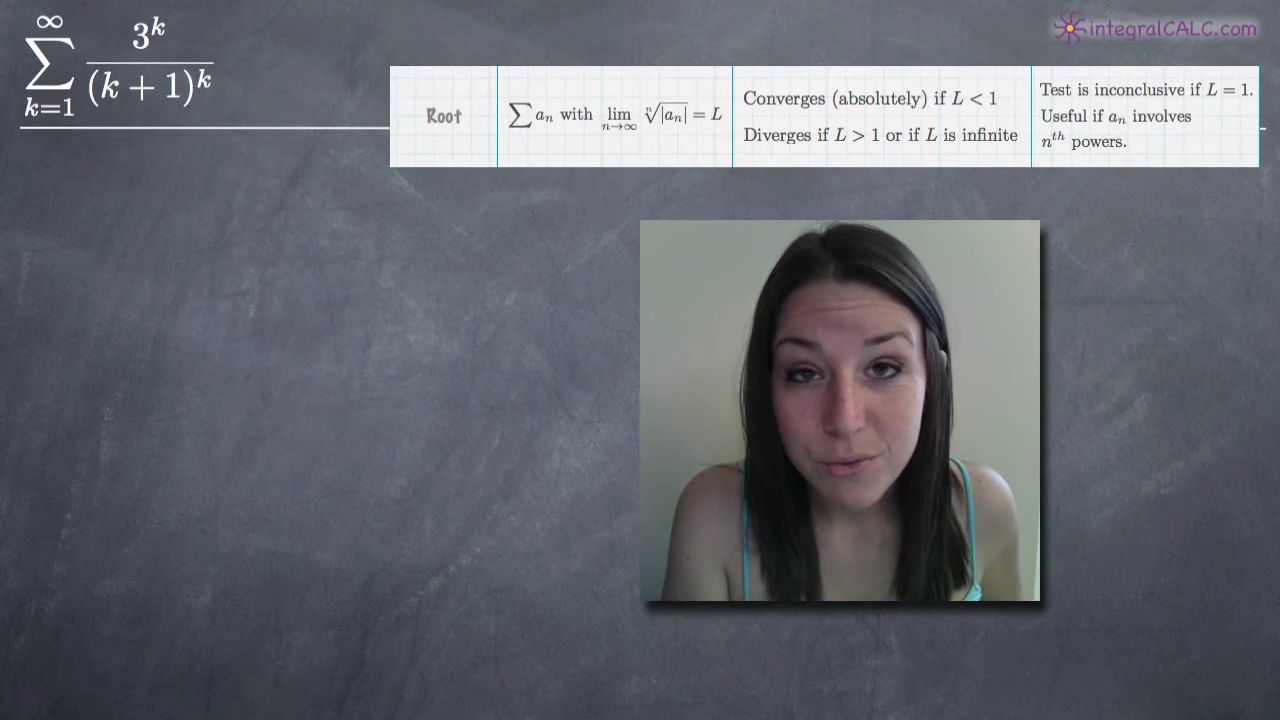 ∞
∑ 3^k / (k + 1)^k
k=1
integralCALC.com
Root
∑ a_n with lim_{n→∞} ⁿ√|a_n| = L
Converges (absolutely) if L < 1
Diverges if L > 1 or if L is infinite
Test is inconclusive if L = 1.
Useful if a_n involves
n^th powers.